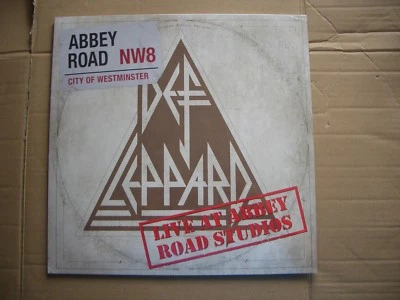 ABBEY
ROAD NW8
CITY OF WESTMINSTER
DEF
LEPPARD
LIVE AT ABBEY
ROAD STUDIOS